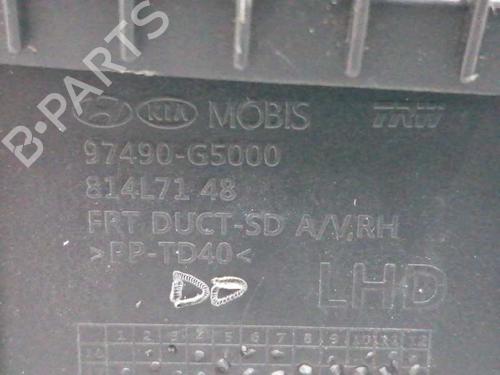 B-PARTS
KIA MOBIS TRW
97490-G5000
814L71 48
FRT DUCT-SD A/V,RH
>PP-TD40<
LHD
1 2 3 4 5 6 7 8 9 10 11 12